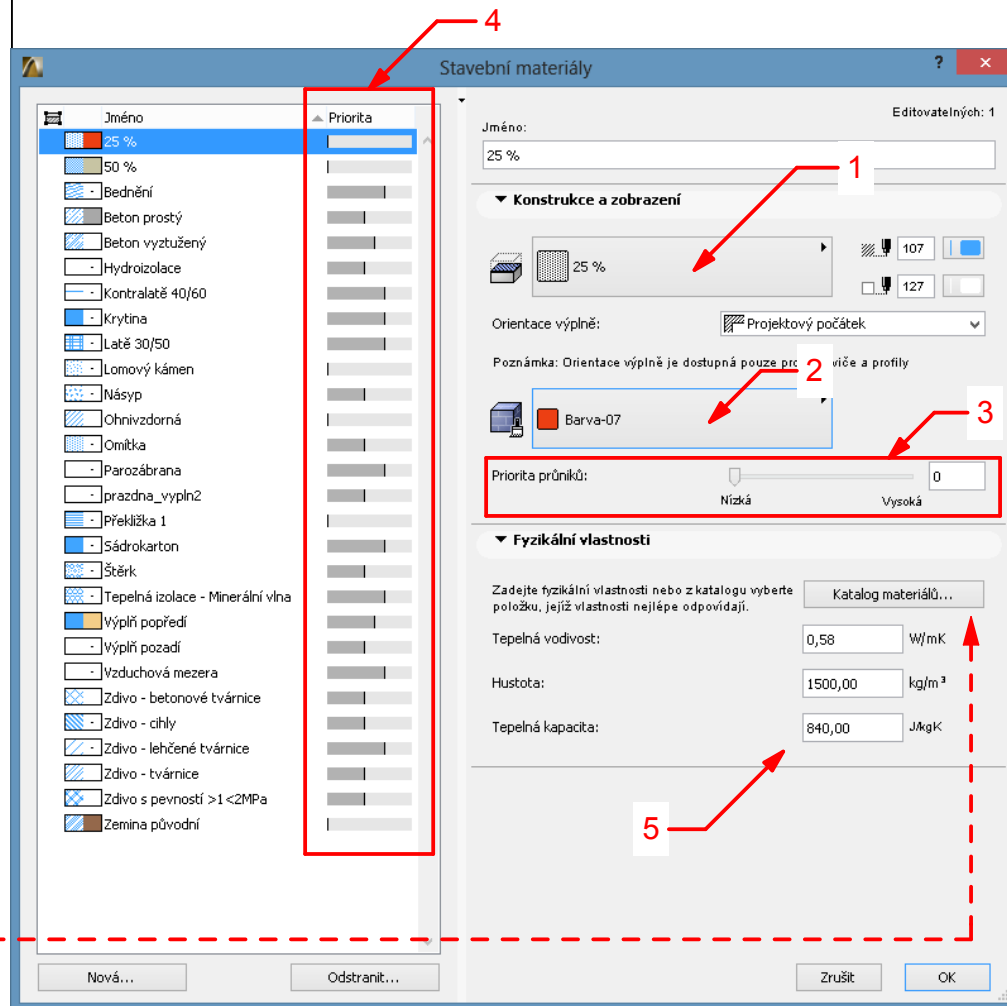 4
Stavební materiály
?
Jméno
Priorita
25 %
50 %
Bednění
Beton prostý
Beton vyztužený
Hydroizolace
Kontralatě 40/60
Krytina
Latě 30/50
Lomový kámen
Násyp
Ohnivzdorná
Omítka
Parozábrana
prazdna_vypln2
Překližka 1
Sádrokarton
Štěrk
Tepelná izolace - Minerální vlna
Výplň popředí
Výplň pozadí
Vzduchová mezera
Zdivo - betonové tvárnice
Zdivo - cihly
Zdivo - lehčené tvárnice
Zdivo - tvárnice
Zdivo s pevností >1<2MPa
Zemina původní
Nová...
Odstranit...
Editovatelných: 1
Jméno:
25 %
1
Konstrukce a zobrazení
25 %
107
127
Orientace výplně:
Projektový počátek
Poznámka: Orientace výplně je dostupná pouze pro viče a profily
2
Barva-07
3
Priorita průniků:
0
Nízká
Vysoká
Fyzikální vlastnosti
Zadejte fyzikální vlastnosti nebo z katalogu vyberte
položku, jejíž vlastnosti nejlépe odpovídají.
Katalog materiálů...
Tepelná vodivost:
0,58
W/mK
Hustota:
1500,00
kg/m³
Tepelná kapacita:
840,00
J/kgK
5
Zrušit
OK